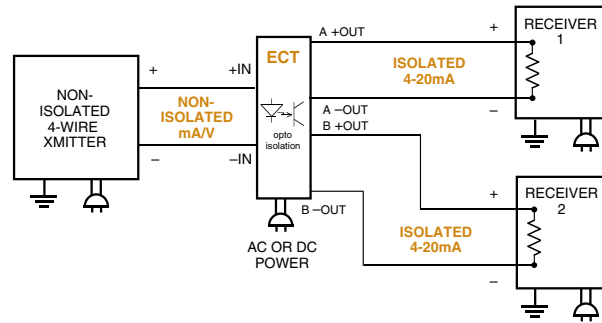 NON-
ISOLATED
4-WIRE
XMITTER
+
–
NON-
ISOLATED
mA/V
+IN
–IN
ECT
opto
isolation
AC OR DC
POWER
A +OUT
A –OUT
B +OUT
B –OUT
ISOLATED
4-20mA
+
–
RECEIVER
1
ISOLATED
4-20mA
+
–
RECEIVER
2